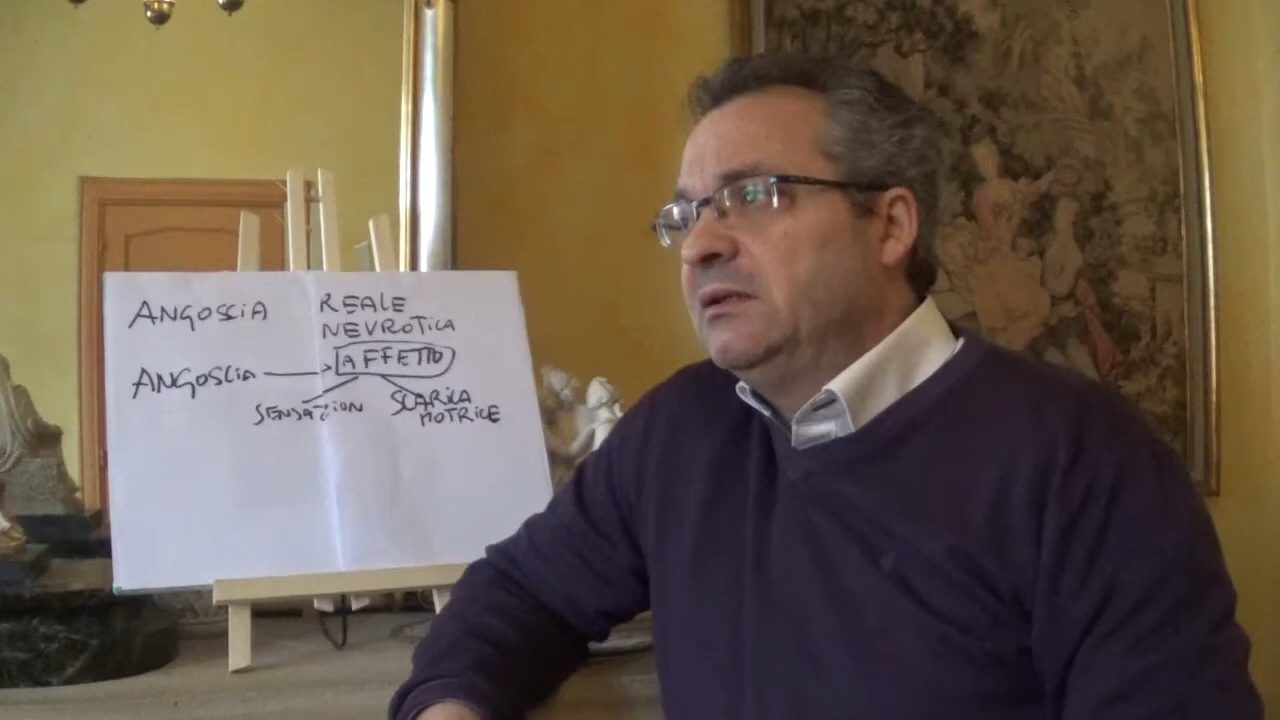 ANGOSCIA REALE
NEVROTICA
ANGOSCIA AFFETTO
SENSAZION SCARICA
MOTRICE